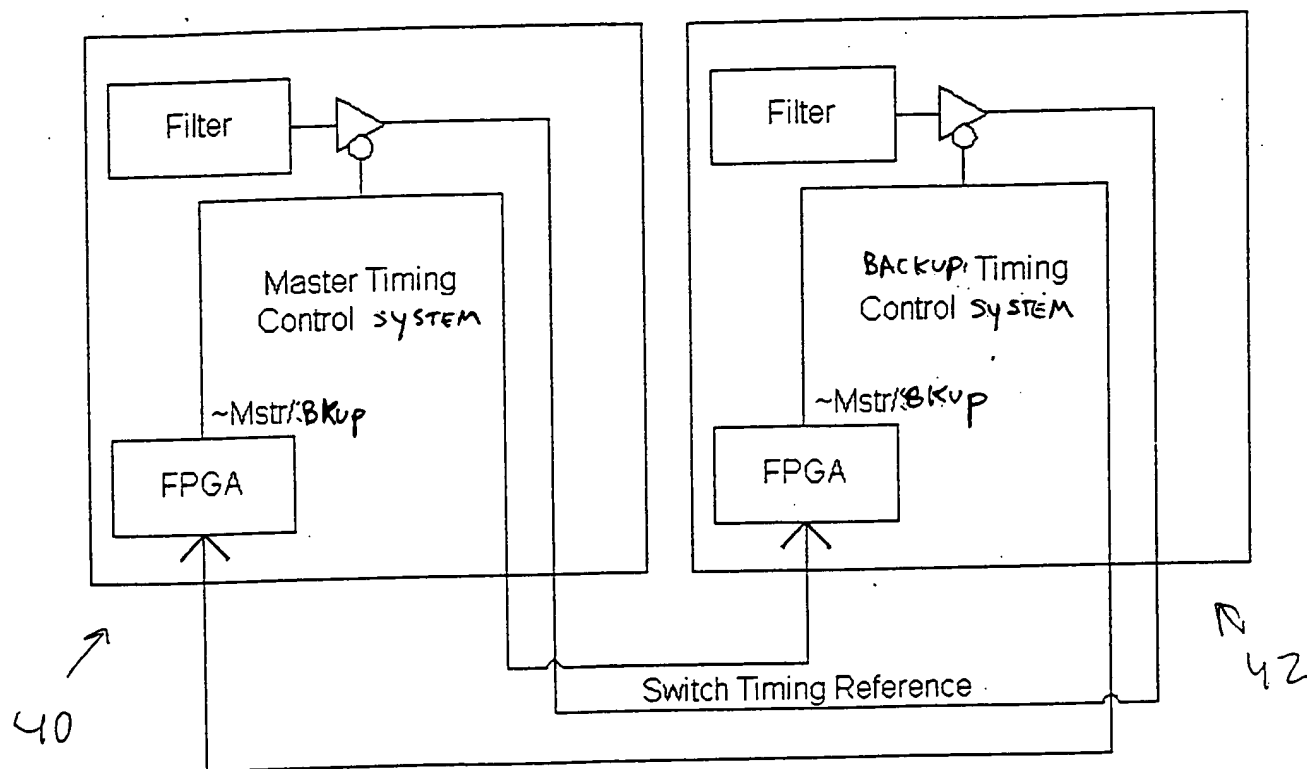 Filter
Master Timing
Control SYSTEM
~Mstr/BKup
FPGA
Filter
BACKUP Timing
Control SYSTEM
~Mstr/BKup
FPGA
Switch Timing Reference
40
42